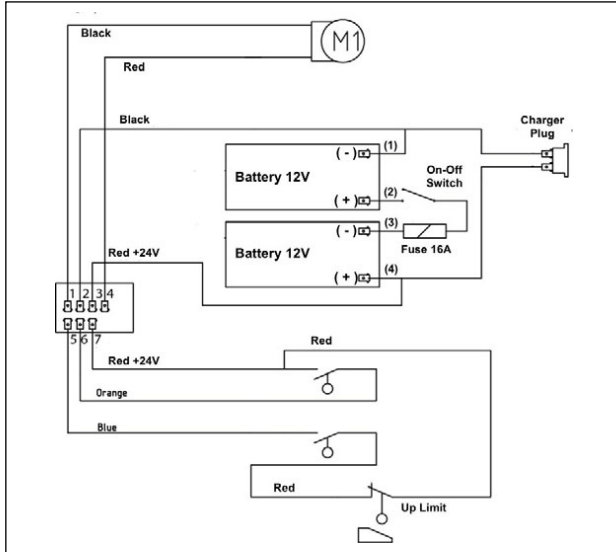 Black
M1
Red
Black
Charger
Plug
(-)
(1)
Battery 12V
On-Off
Switch
(+)
(2)
(-)
(3)
Battery 12V
Fuse 16A
Red +24V
(+)
(4)
1 2 3 4
5 6 7
Red
Red +24V
Orange
Blue
Red
Up Limit